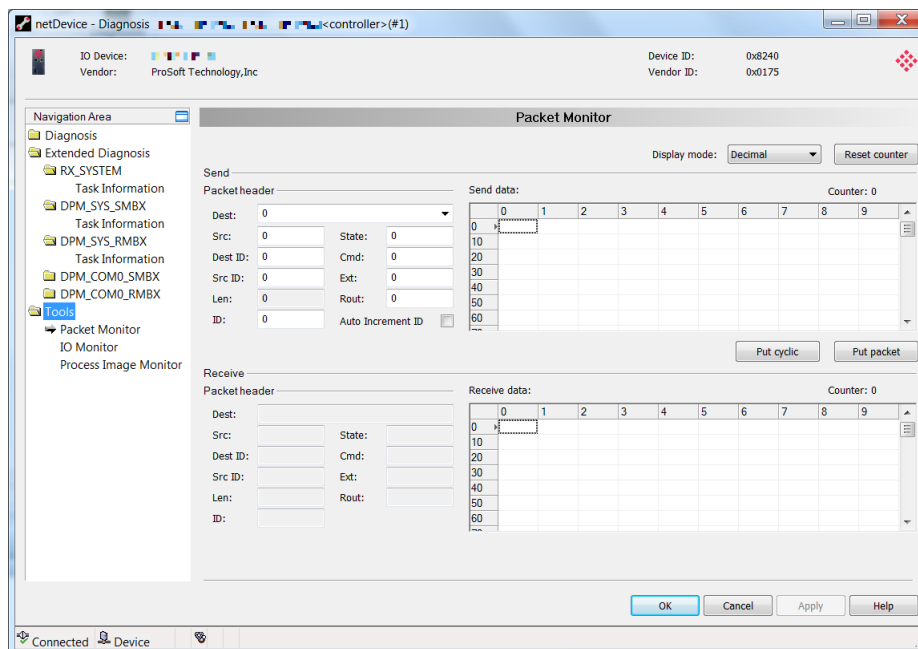 netDevice - Diagnosis <controller>(#1)
IO Device:
Device ID: 0x8240
Vendor: ProSoft Technology,Inc
Vendor ID: 0x0175
Navigation Area
Diagnosis
Extended Diagnosis
RX_SYSTEM
Task Information
DPM_SYS_SMBX
Task Information
DPM_SYS_RMBX
Task Information
DPM_COM0_SMBX
DPM_COM0_RMBX
Tools
Packet Monitor
IO Monitor
Process Image Monitor
Packet Monitor
Display mode: Decimal Reset counter
Send
Packet header
Dest: 0
Src: 0 State: 0
Dest ID: 0 Cmd: 0
Src ID: 0 Ext: 0
Len: 0 Rout: 0
ID: 0 Auto Increment ID
Send data: Counter: 0
0 1 2 3 4 5 6 7 8 9
0
10
20
30
40
50
60
Put cyclic Put packet
Receive
Packet header
Dest:
Src: State:
Dest ID: Cmd:
Src ID: Ext:
Len: Rout:
ID:
Receive data: Counter: 0
0 1 2 3 4 5 6 7 8 9
0
10
20
30
40
50
60
OK Cancel Apply Help
Connected Device